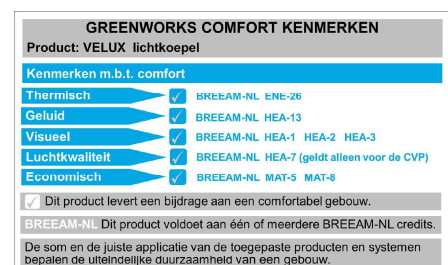 GREENWORKS COMFORT KENMERKEN
Product: VELUX lichtkoepel
Kenmerken m.b.t. comfort
Thermisch BREEAM-NL ENE-26
Geluid BREEAM-NL HEA-13
Visueel BREEAM-NL HEA-1 HEA-2 HEA-3
Luchtkwaliteit BREEAM-NL HEA-7 (geldt alleen voor de CVP)
Economisch BREEAM-NL MAT-5 MAT-8
Dit product levert een bijdrage aan een comfortabel gebouw.
BREEAM-NL Dit product voldoet aan één of meerdere BREEAM-NL credits.
De som en de juiste applicatie van de toegepaste producten en systemen
bepalen de uiteindelijke duurzaamheid van een gebouw.